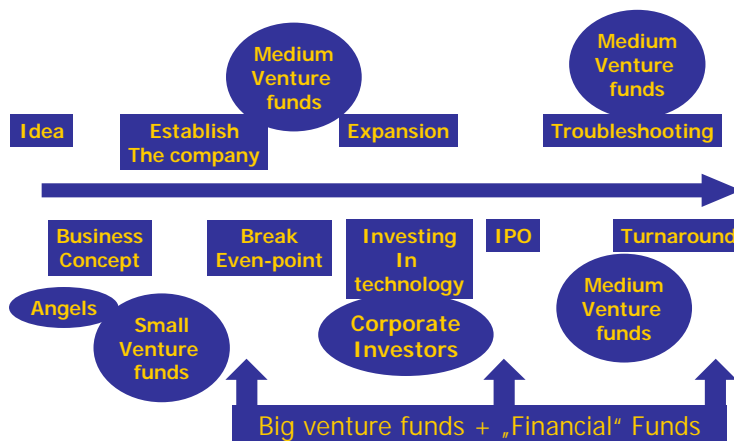 Medium
Venture
funds
Medium
Venture
funds
Idea
Establish
The company
Expansion
Troubleshooting
Business
Concept
Break
Even-point
Investing
In
technology
IPO
Turnaround
Angels
Small
Venture
funds
Corporate
Investors
Medium
Venture
funds
Big venture funds + „Financial“ Funds